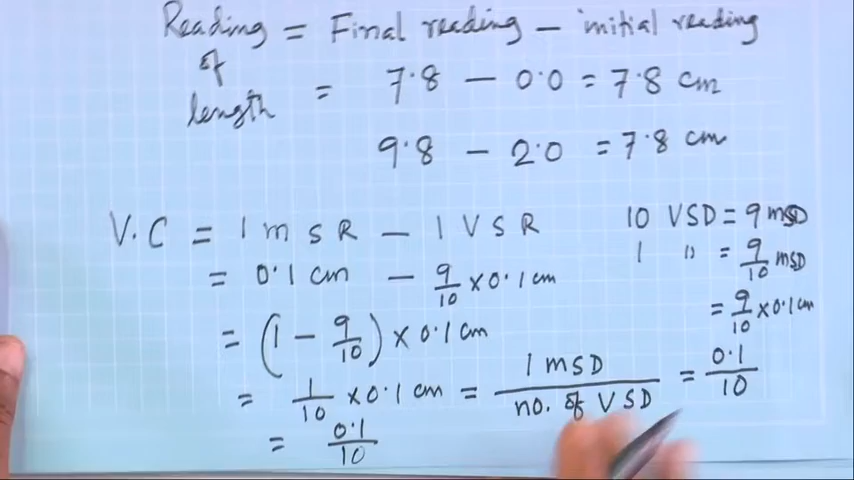 Reading = Final reading – initial reading
of
length = 7.8 – 0.0 = 7.8 cm
9.8 – 2.0 = 7.8 cm
V.C = 1 m s R – 1 V S R
= 0.1 cm – 9/10 x 0.1 cm
= (1 – 9/10) x 0.1 cm
= 1/10 x 0.1 cm = 1 MSD / no. of VSD = 0.1/10
= 0.1/10
10 VSD = 9 MSD
1 " = 9/10 MSD
= 9/10 x 0.1 cm